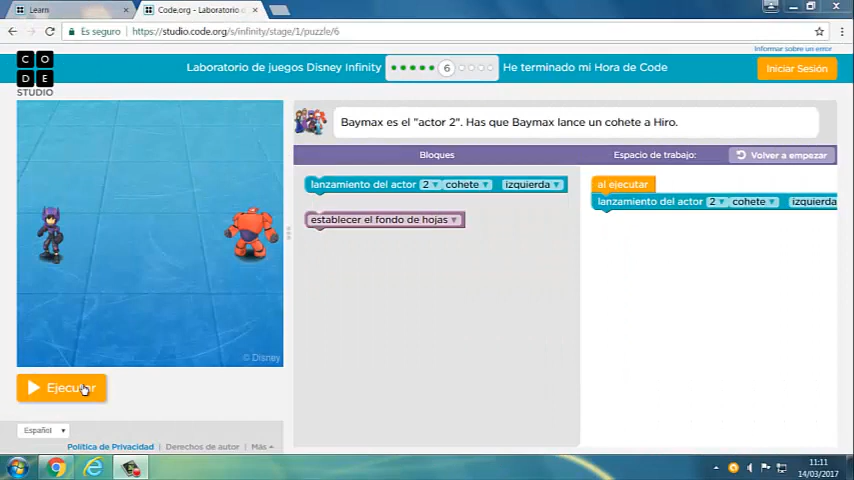 Learn
Code.org - Laboratorio d
Es seguro
https://studio.code.org/s/infinity/stage/1/puzzle/6
Informar sobre un error
C O
D E
STUDIO
Laboratorio de juegos Disney Infinity
6
He terminado mi Hora de Code
Iniciar Sesión
Baymax es el "actor 2". Has que Baymax lance un cohete a Hiro.
Bloques
Espacio de trabajo:
Volver a empezar
lanzamiento del actor 2 cohete izquierda
establecer el fondo de hojas
al ejecutar
lanzamiento del actor 2 cohete izquierda
© Disney
Ejecutar
Español
Política de Privacidad
Derechos de autor
Más
11:11
14/03/2017